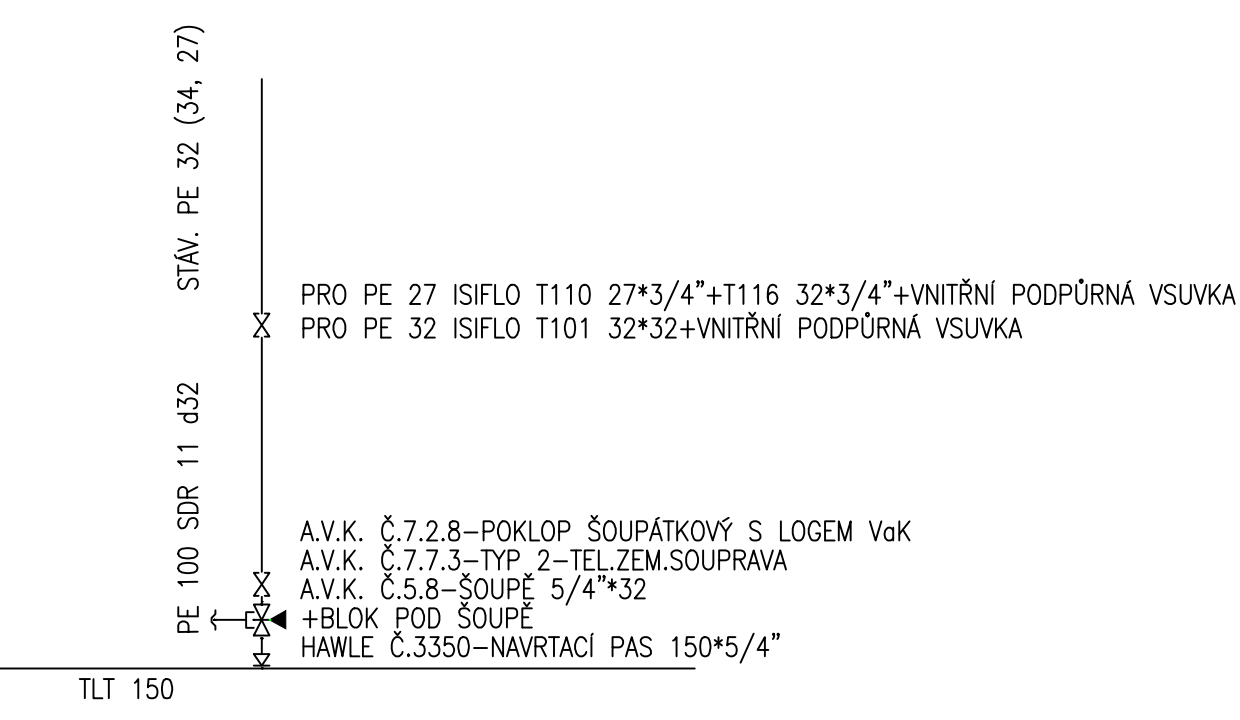 STÁV. PE 32 (34, 27)
PRO PE 27 ISIFLO T110 27*3/4"+T116 32*3/4"+VNITŘNÍ PODPŮRNÁ VSUVKA
PRO PE 32 ISIFLO T101 32*32+VNITŘNÍ PODPŮRNÁ VSUVKA
PE 100 SDR 11 d32
A.V.K. Č.7.2.8–POKLOP ŠOUPÁTKOVÝ S LOGEM VaK
A.V.K. Č.7.7.3–TYP 2–TEL.ZEM.SOUPRAVA
A.V.K. Č.5.8–ŠOUPĚ 5/4"*32
+BLOK POD ŠOUPĚ
HAWLE Č.3350–NAVRTACÍ PAS 150*5/4"
TLT 150